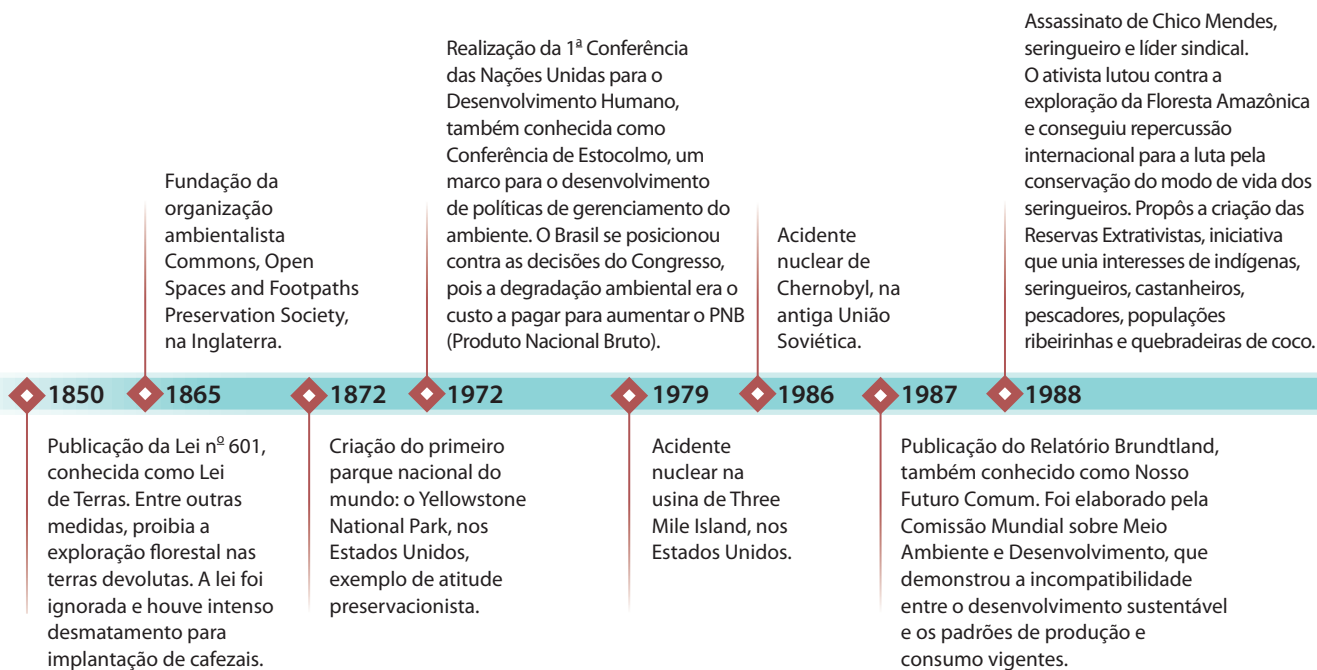 1850
Publicação da Lei nº 601,
conhecida como Lei
de Terras. Entre outras
medidas, proibia a
exploração florestal nas
terras devolutas. A lei foi
ignorada e houve intenso
desmatamento para
implantação de cafezais.
1865
Fundação da
organização
ambientalista
Commons, Open
Spaces and Footpaths
Preservation Society,
na Inglaterra.
1872
Criação do primeiro
parque nacional do
mundo: o Yellowstone
National Park, nos
Estados Unidos,
exemplo de atitude
preservacionista.
1972
Realização da 1ª Conferência
das Nações Unidas para o
Desenvolvimento Humano,
também conhecida como
Conferência de Estocolmo, um
marco para o desenvolvimento
de políticas de gerenciamento do
ambiente. O Brasil se posicionou
contra as decisões do Congresso,
pois a degradação ambiental era o
custo a pagar para aumentar o PNB
(Produto Nacional Bruto).
1979
Acidente
nuclear na
usina de Three
Mile Island, nos
Estados Unidos.
1986
Acidente
nuclear de
Chernobyl, na
antiga União
Soviética.
1987
Publicação do Relatório Brundtland,
também conhecido como Nosso
Futuro Comum. Foi elaborado pela
Comissão Mundial sobre Meio
Ambiente e Desenvolvimento, que
demonstrou a incompatibilidade
entre o desenvolvimento sustentável
e os padrões de produção e
consumo vigentes.
1988
Assassinato de Chico Mendes,
seringueiro e líder sindical.
O ativista lutou contra a
exploração da Floresta Amazônica
e conseguiu repercussão
internacional para a luta pela
conservação do modo de vida dos
seringueiros. Propôs a criação das
Reservas Extrativistas, iniciativa
que unia interesses de indígenas,
seringueiros, castanheiros,
pescadores, populações
ribeirinhas e quebradeiras de coco.